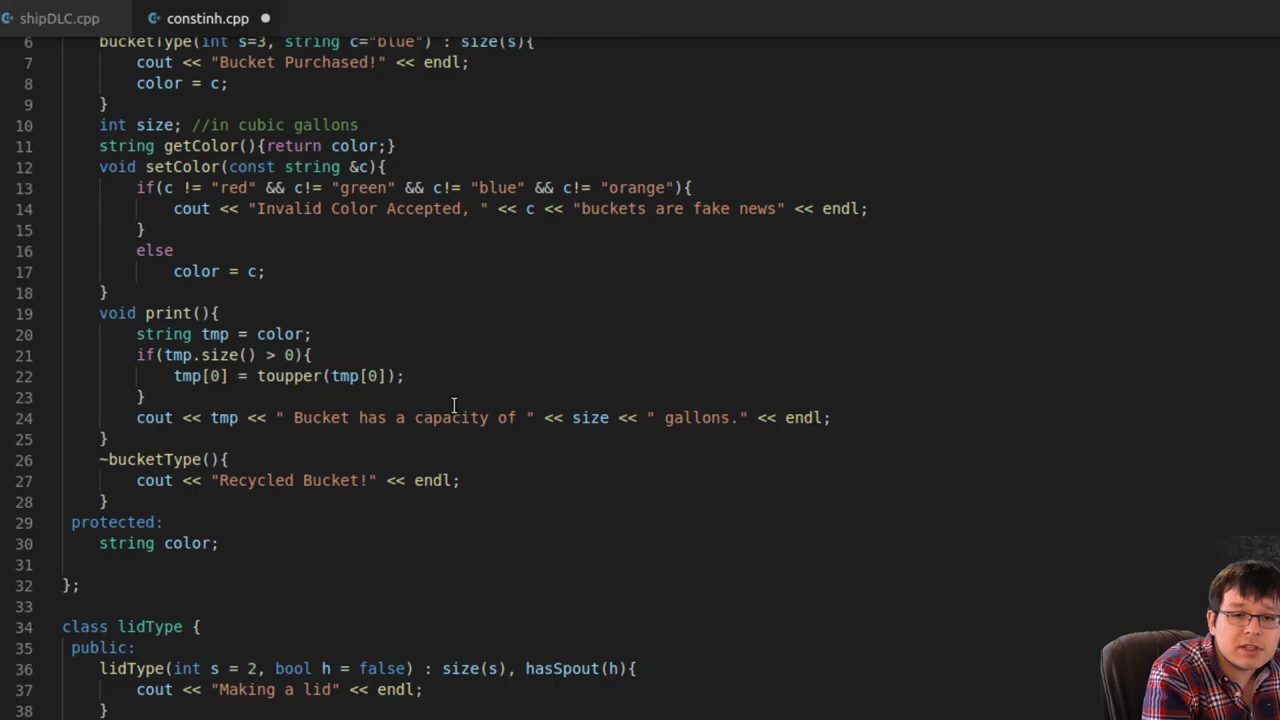 shipDLC.cpp
constinh.cpp
6 bucketType(int s=3, string c="blue") : size(s){
7 cout << "Bucket Purchased!" << endl;
8 color = c;
9 }
10 int size; //in cubic gallons
11 string getColor(){return color;}
12 void setColor(const string &c){
13 if(c != "red" && c!= "green" && c!= "blue" && c!= "orange"){
14 cout << "Invalid Color Accepted, " << c << "buckets are fake news" << endl;
15 }
16 else
17 color = c;
18 }
19 void print(){
20 string tmp = color;
21 if(tmp.size() > 0){
22 tmp[0] = toupper(tmp[0]);
23 }
24 cout << tmp << " Bucket has a capacity of " << size << " gallons." << endl;
25 }
26 ~bucketType(){
27 cout << "Recycled Bucket!" << endl;
28 }
29 protected:
30 string color;
31
32 };
33
34 class lidType {
35 public:
36 lidType(int s = 2, bool h = false) : size(s), hasSpout(h){
37 cout << "Making a lid" << endl;
38 }